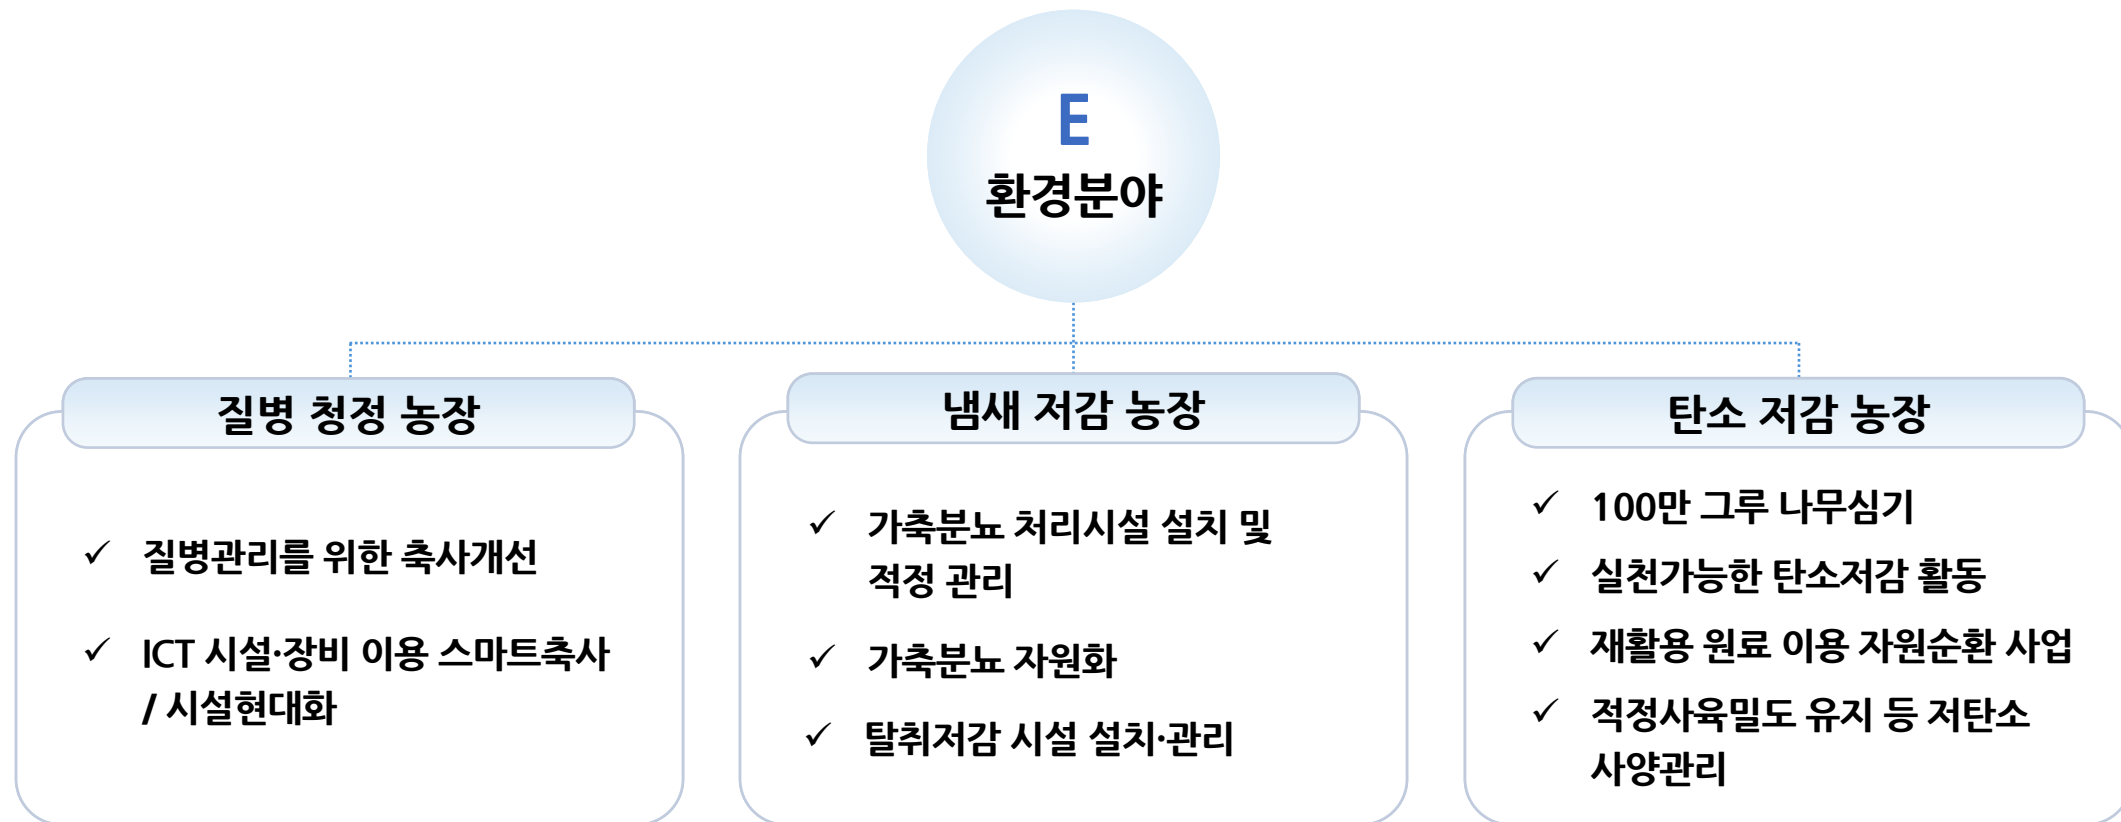 E
환경분야
질병 청정 농장
질병관리를 위한 축사개선
ICT 시설·장비 이용 스마트축사
/ 시설현대화
냄새 저감 농장
가축분뇨 처리시설 설치 및
적정 관리
가축분뇨 자원화
탈취저감 시설 설치·관리
탄소 저감 농장
100만 그루 나무심기
실천가능한 탄소저감 활동
재활용 원료 이용 자원순환 사업
적정사육밀도 유지 등 저탄소
사양관리